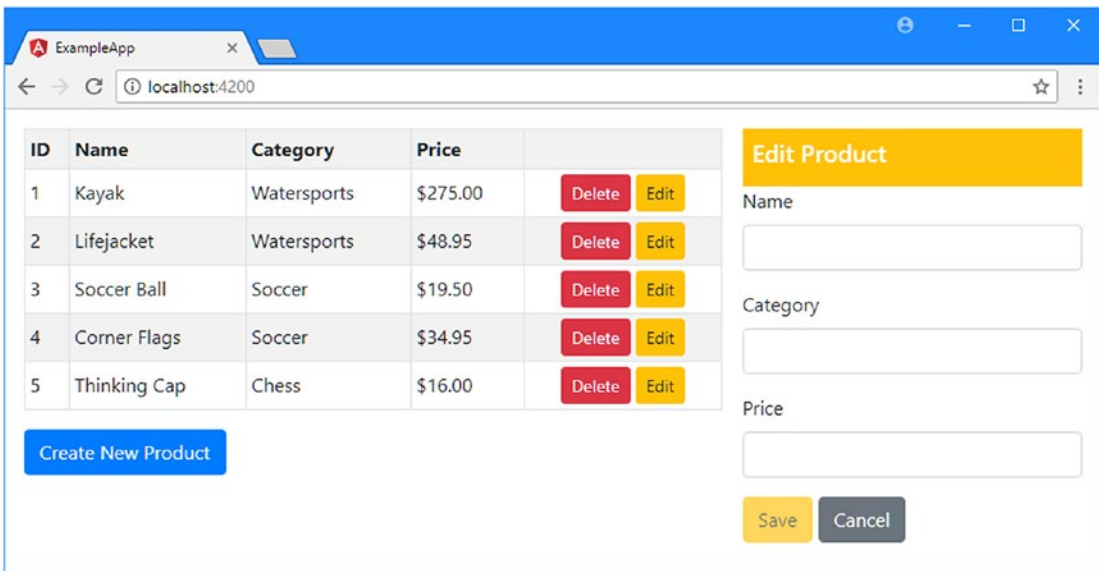 ExampleApp
localhost:4200
ID Name Category Price
1 Kayak Watersports $275.00 Delete Edit
2 Lifejacket Watersports $48.95 Delete Edit
3 Soccer Ball Soccer $19.50 Delete Edit
4 Corner Flags Soccer $34.95 Delete Edit
5 Thinking Cap Chess $16.00 Delete Edit
Create New Product
Edit Product
Name
Category
Price
Save Cancel